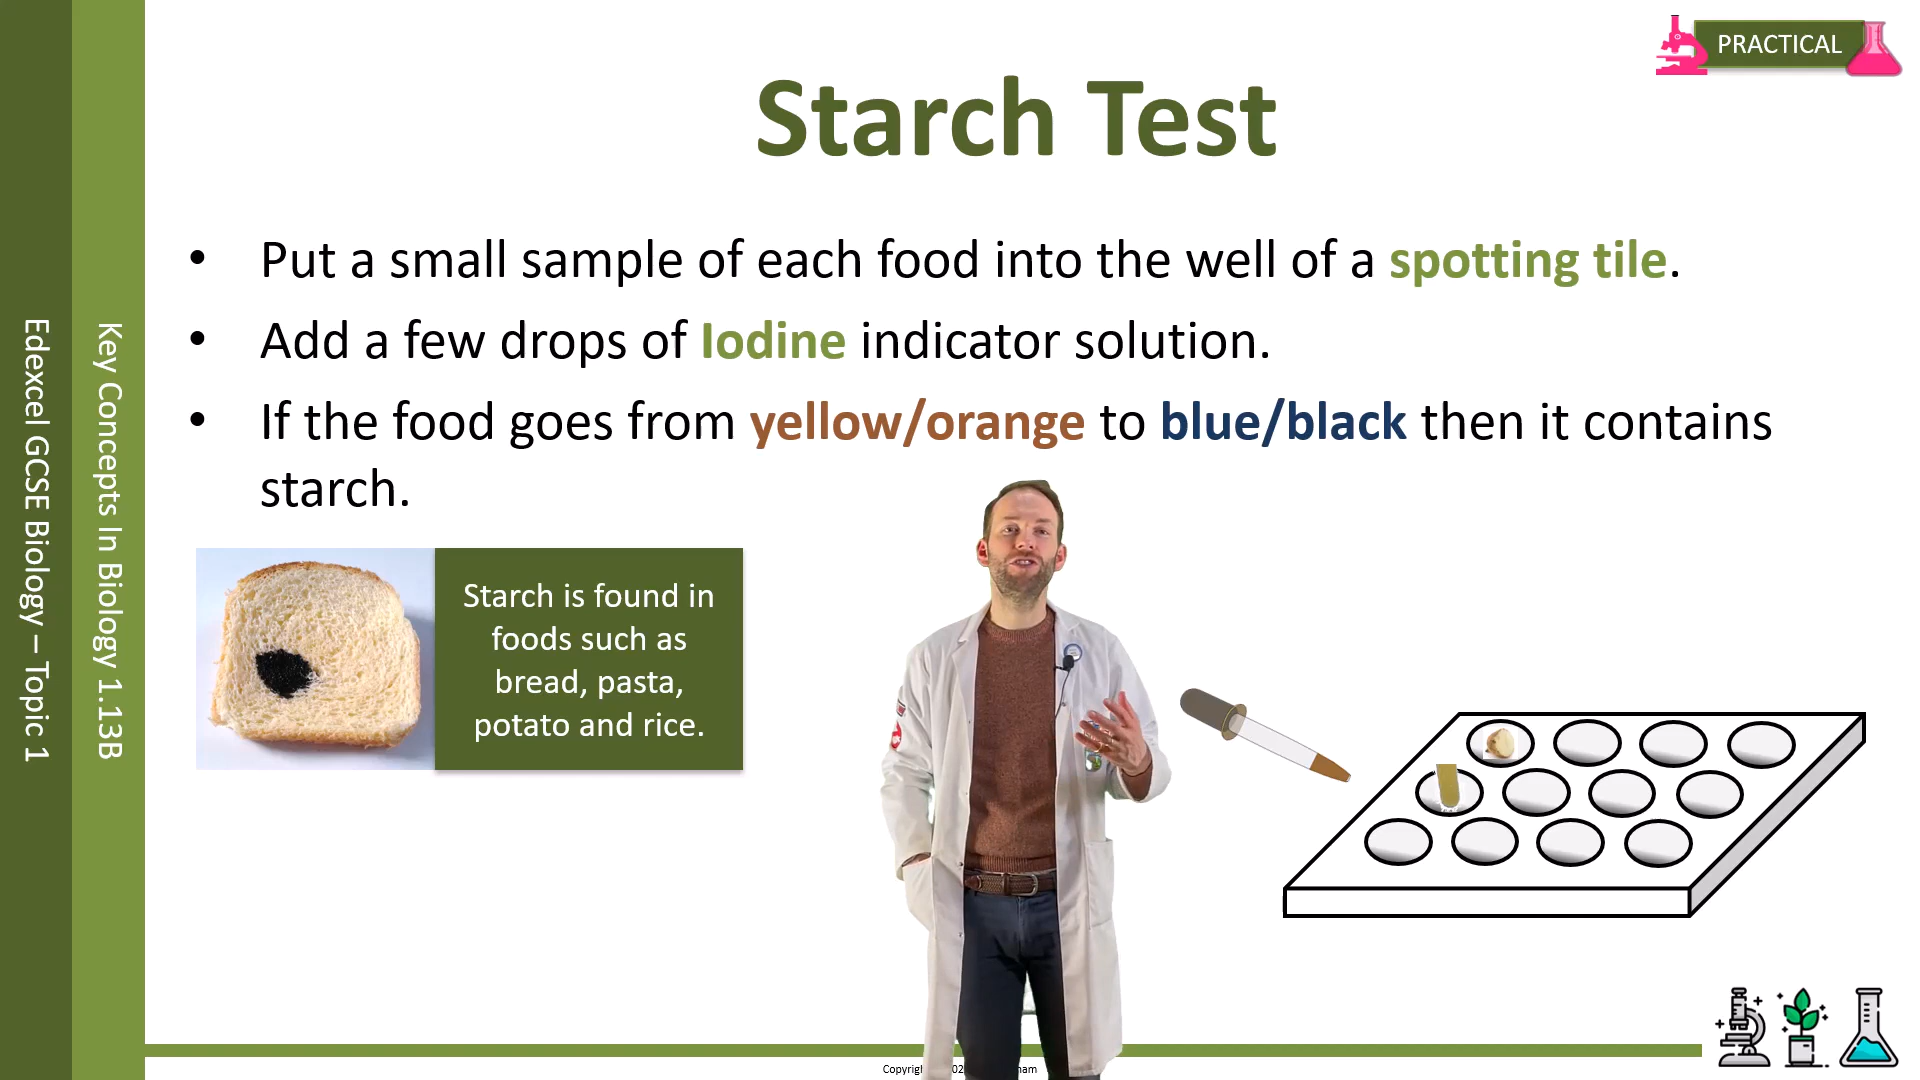 PRACTICAL
Starch Test
• Put a small sample of each food into the well of a spotting tile.
• Add a few drops of Iodine indicator solution.
• If the food goes from yellow/orange to blue/black then it contains
starch.
Starch is found in
foods such as
bread, pasta,
potato and rice.
Key Concepts In Biology 1.13B
Edexcel GCSE Biology – Topic 1